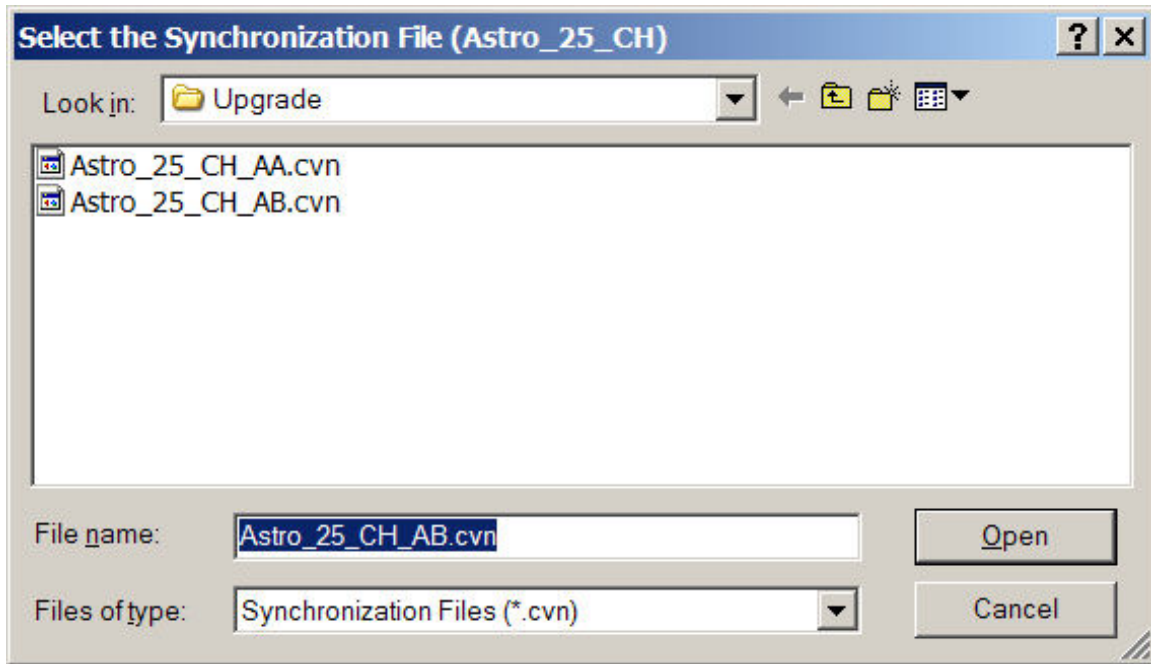 Select the Synchronization File (Astro_25_CH)
Look in: Upgrade
Astro_25_CH_AA.cvn
Astro_25_CH_AB.cvn
File name: Astro_25_CH_AB.cvn Open
Files of type: Synchronization Files (*.cvn) Cancel